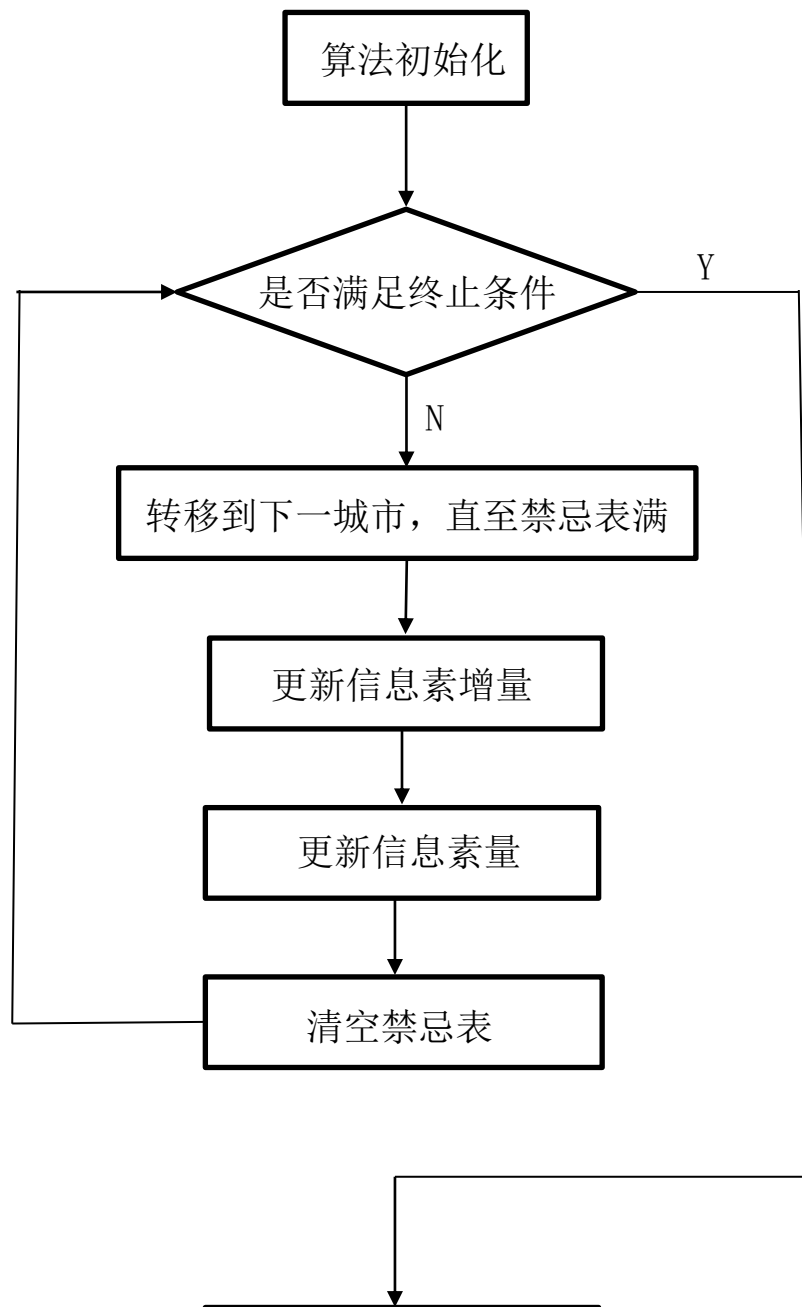 算法初始化
是否满足终止条件
Y
N
转移到下一城市，直至禁忌表满
更新信息素增量
更新信息素量
清空禁忌表